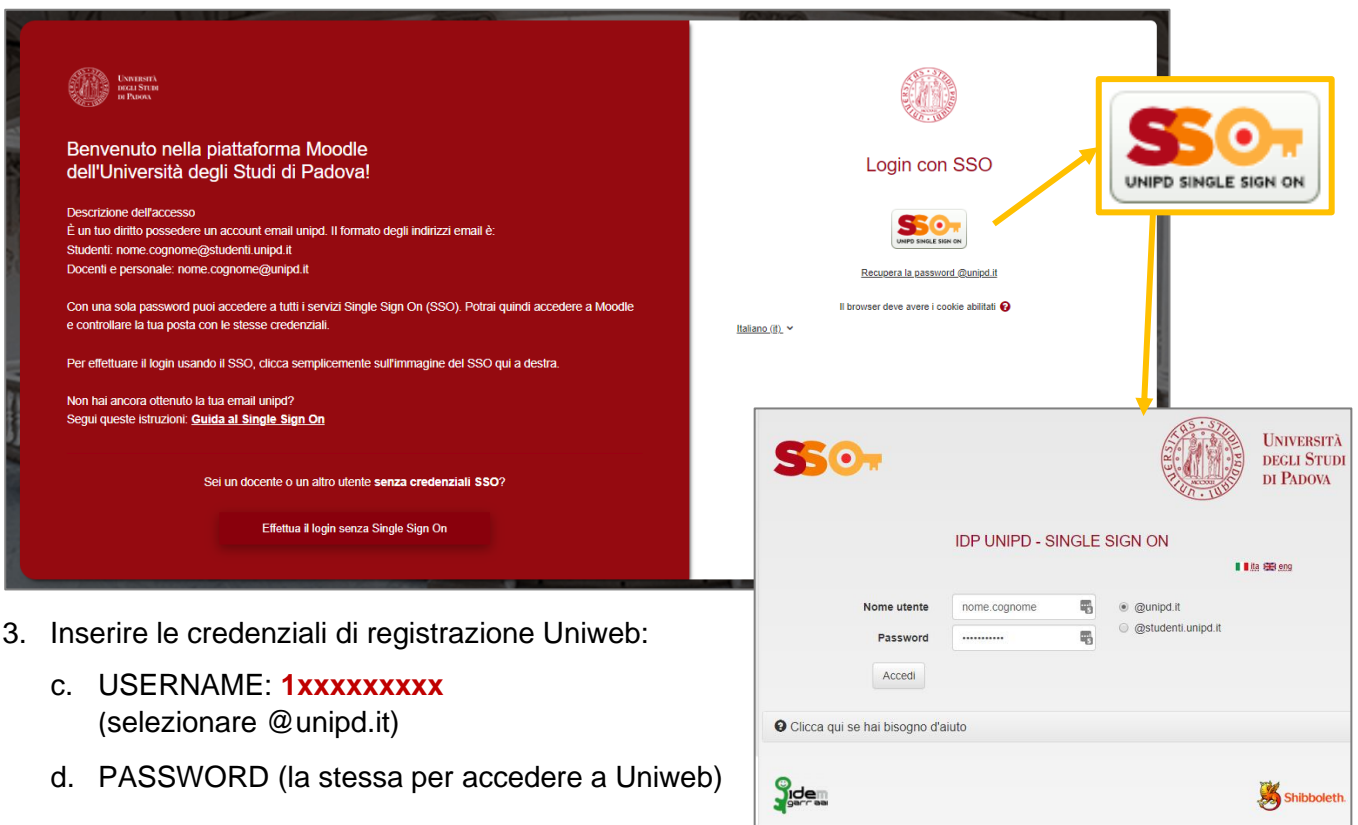 UNIVERSITÀ
DEGLI STUDI
DI PADOVA
Benvenuto nella piattaforma Moodle
dell'Università degli Studi di Padova!
Descrizione dell'accesso
È un tuo diritto possedere un account email unipd. Il formato degli indirizzi email è:
Studenti: nome.cognome@studenti.unipd.it
Docenti e personale: nome.cognome@unipd.it
Con una sola password puoi accedere a tutti i servizi Single Sign On (SSO). Potrai quindi accedere a Moodle
e controllare la tua posta con le stesse credenziali.
Per effettuare il login usando il SSO, clicca semplicemente sull'immagine del SSO qui a destra.
Non hai ancora ottenuto la tua email unipd?
Segui queste istruzioni: Guida al Single Sign On
Sei un docente o un altro utente senza credenziali SSO?
Effettua il login senza Single Sign On
Login con SSO
SSO
UNIPD SINGLE SIGN ON
Recupera la password @unipd.it
Il browser deve avere i cookie abilitati
Italiano (it)
SSO
UNIPD SINGLE SIGN ON
SSO
UNIVERSITÀ
DEGLI STUDI
DI PADOVA
IDP UNIPD - SINGLE SIGN ON
ita eng
Nome utente nome.cognome @unipd.it
@studenti.unipd.it
Password ...........
Accedi
Clicca qui se hai bisogno d'aiuto
idem
garr aai
Shibboleth.
3. Inserire le credenziali di registrazione Uniweb:
c. USERNAME: 1xxxxxxxxx
(selezionare @unipd.it)
d. PASSWORD (la stessa per accedere a Uniweb)